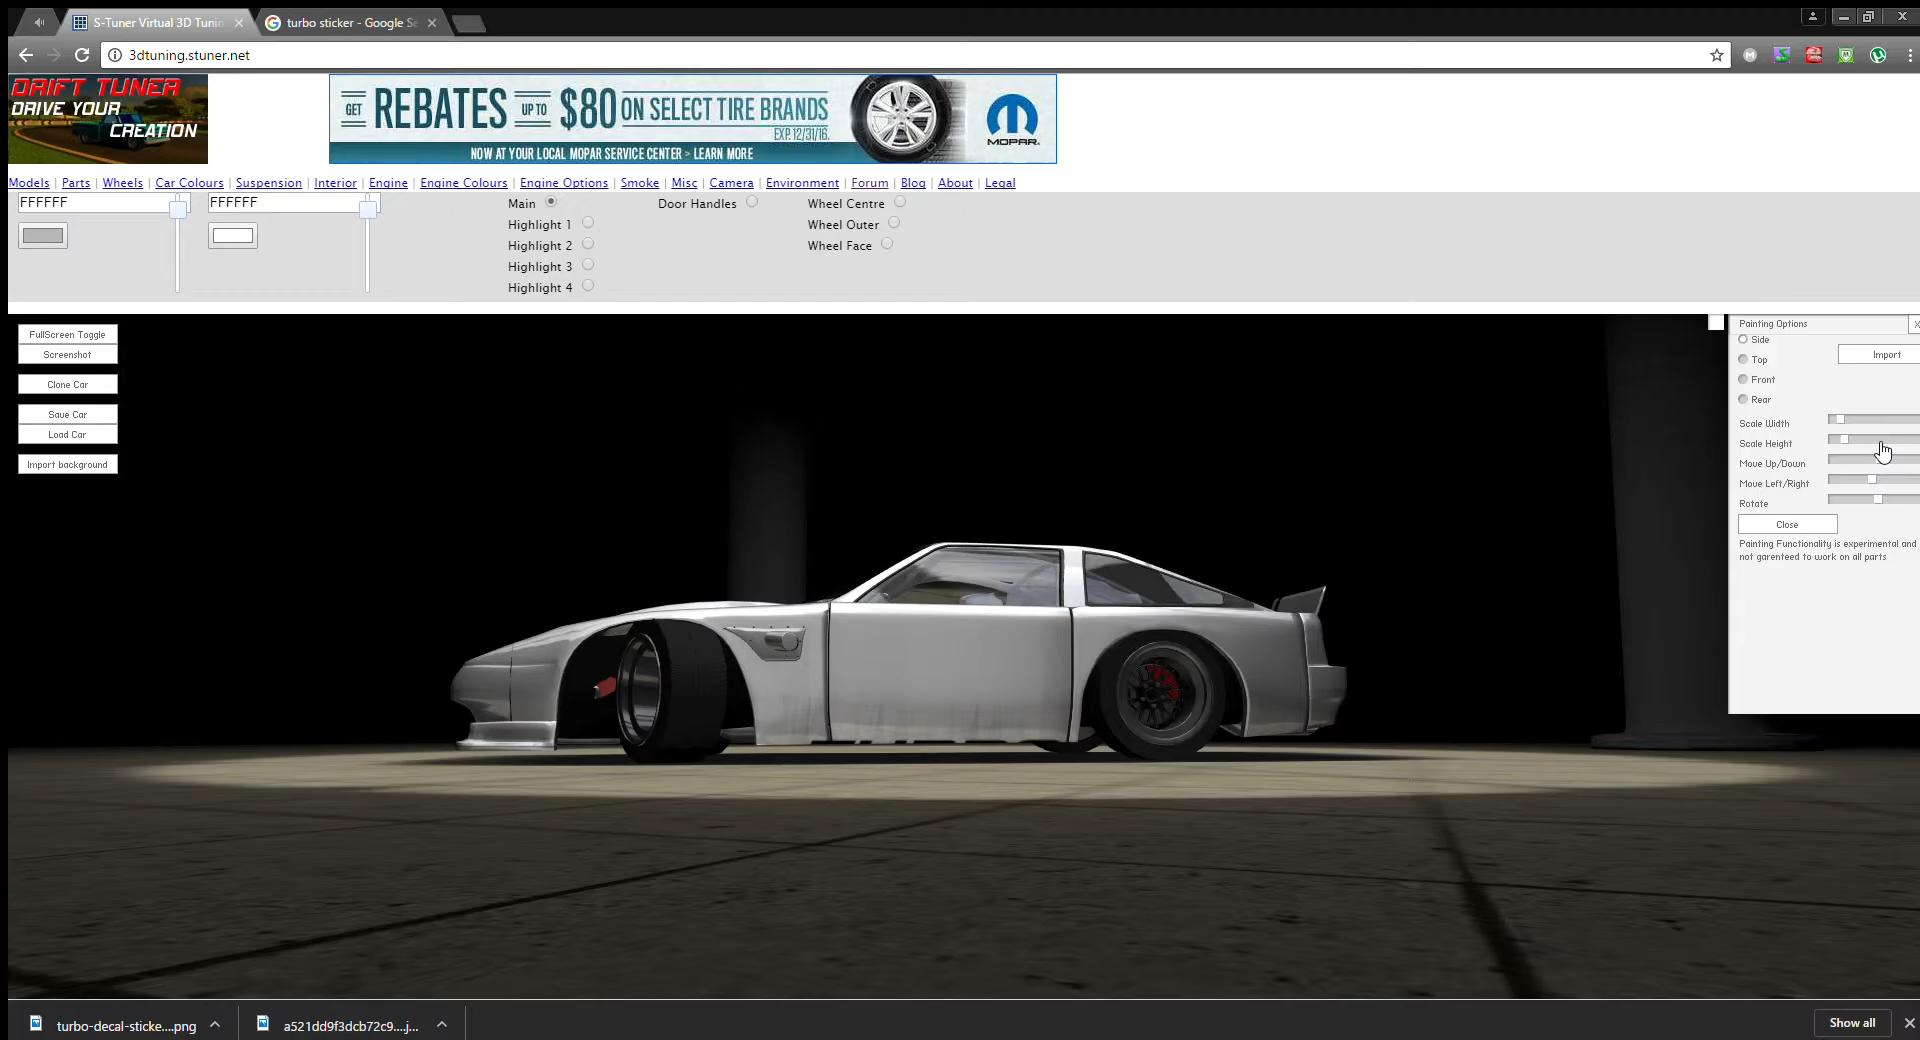 S-Tuner Virtual 3D Tunin
turbo sticker - Google Se
3dtuning.stuner.net
DRIFT TUNER
DRIVE YOUR
CREATION
GET REBATES UP TO $80 ON SELECT TIRE BRANDS
EXP. 12/31/16.
NOW AT YOUR LOCAL MOPAR SERVICE CENTER > LEARN MORE
MOPAR
Models | Parts | Wheels | Car Colours | Suspension | Interior | Engine | Engine Colours | Engine Options | Smoke | Misc | Camera | Environment | Forum | Blog | About | Legal
FFFFFF FFFFFF
Main Door Handles Wheel Centre
Highlight 1 Wheel Outer
Highlight 2 Wheel Face
Highlight 3
Highlight 4
FullScreen Toggle
Screenshot
Clone Car
Save Car
Load Car
Import background
Painting Options X
Side
Import
Top
Front
Rear
Scale Width
Scale Height
Move Up/Down
Move Left/Right
Rotate
Close
Painting Functionality is experimental and
not garenteed to work on all parts
turbo-decal-sticke....png
a521dd9f3dcb72c9....j...
Show all